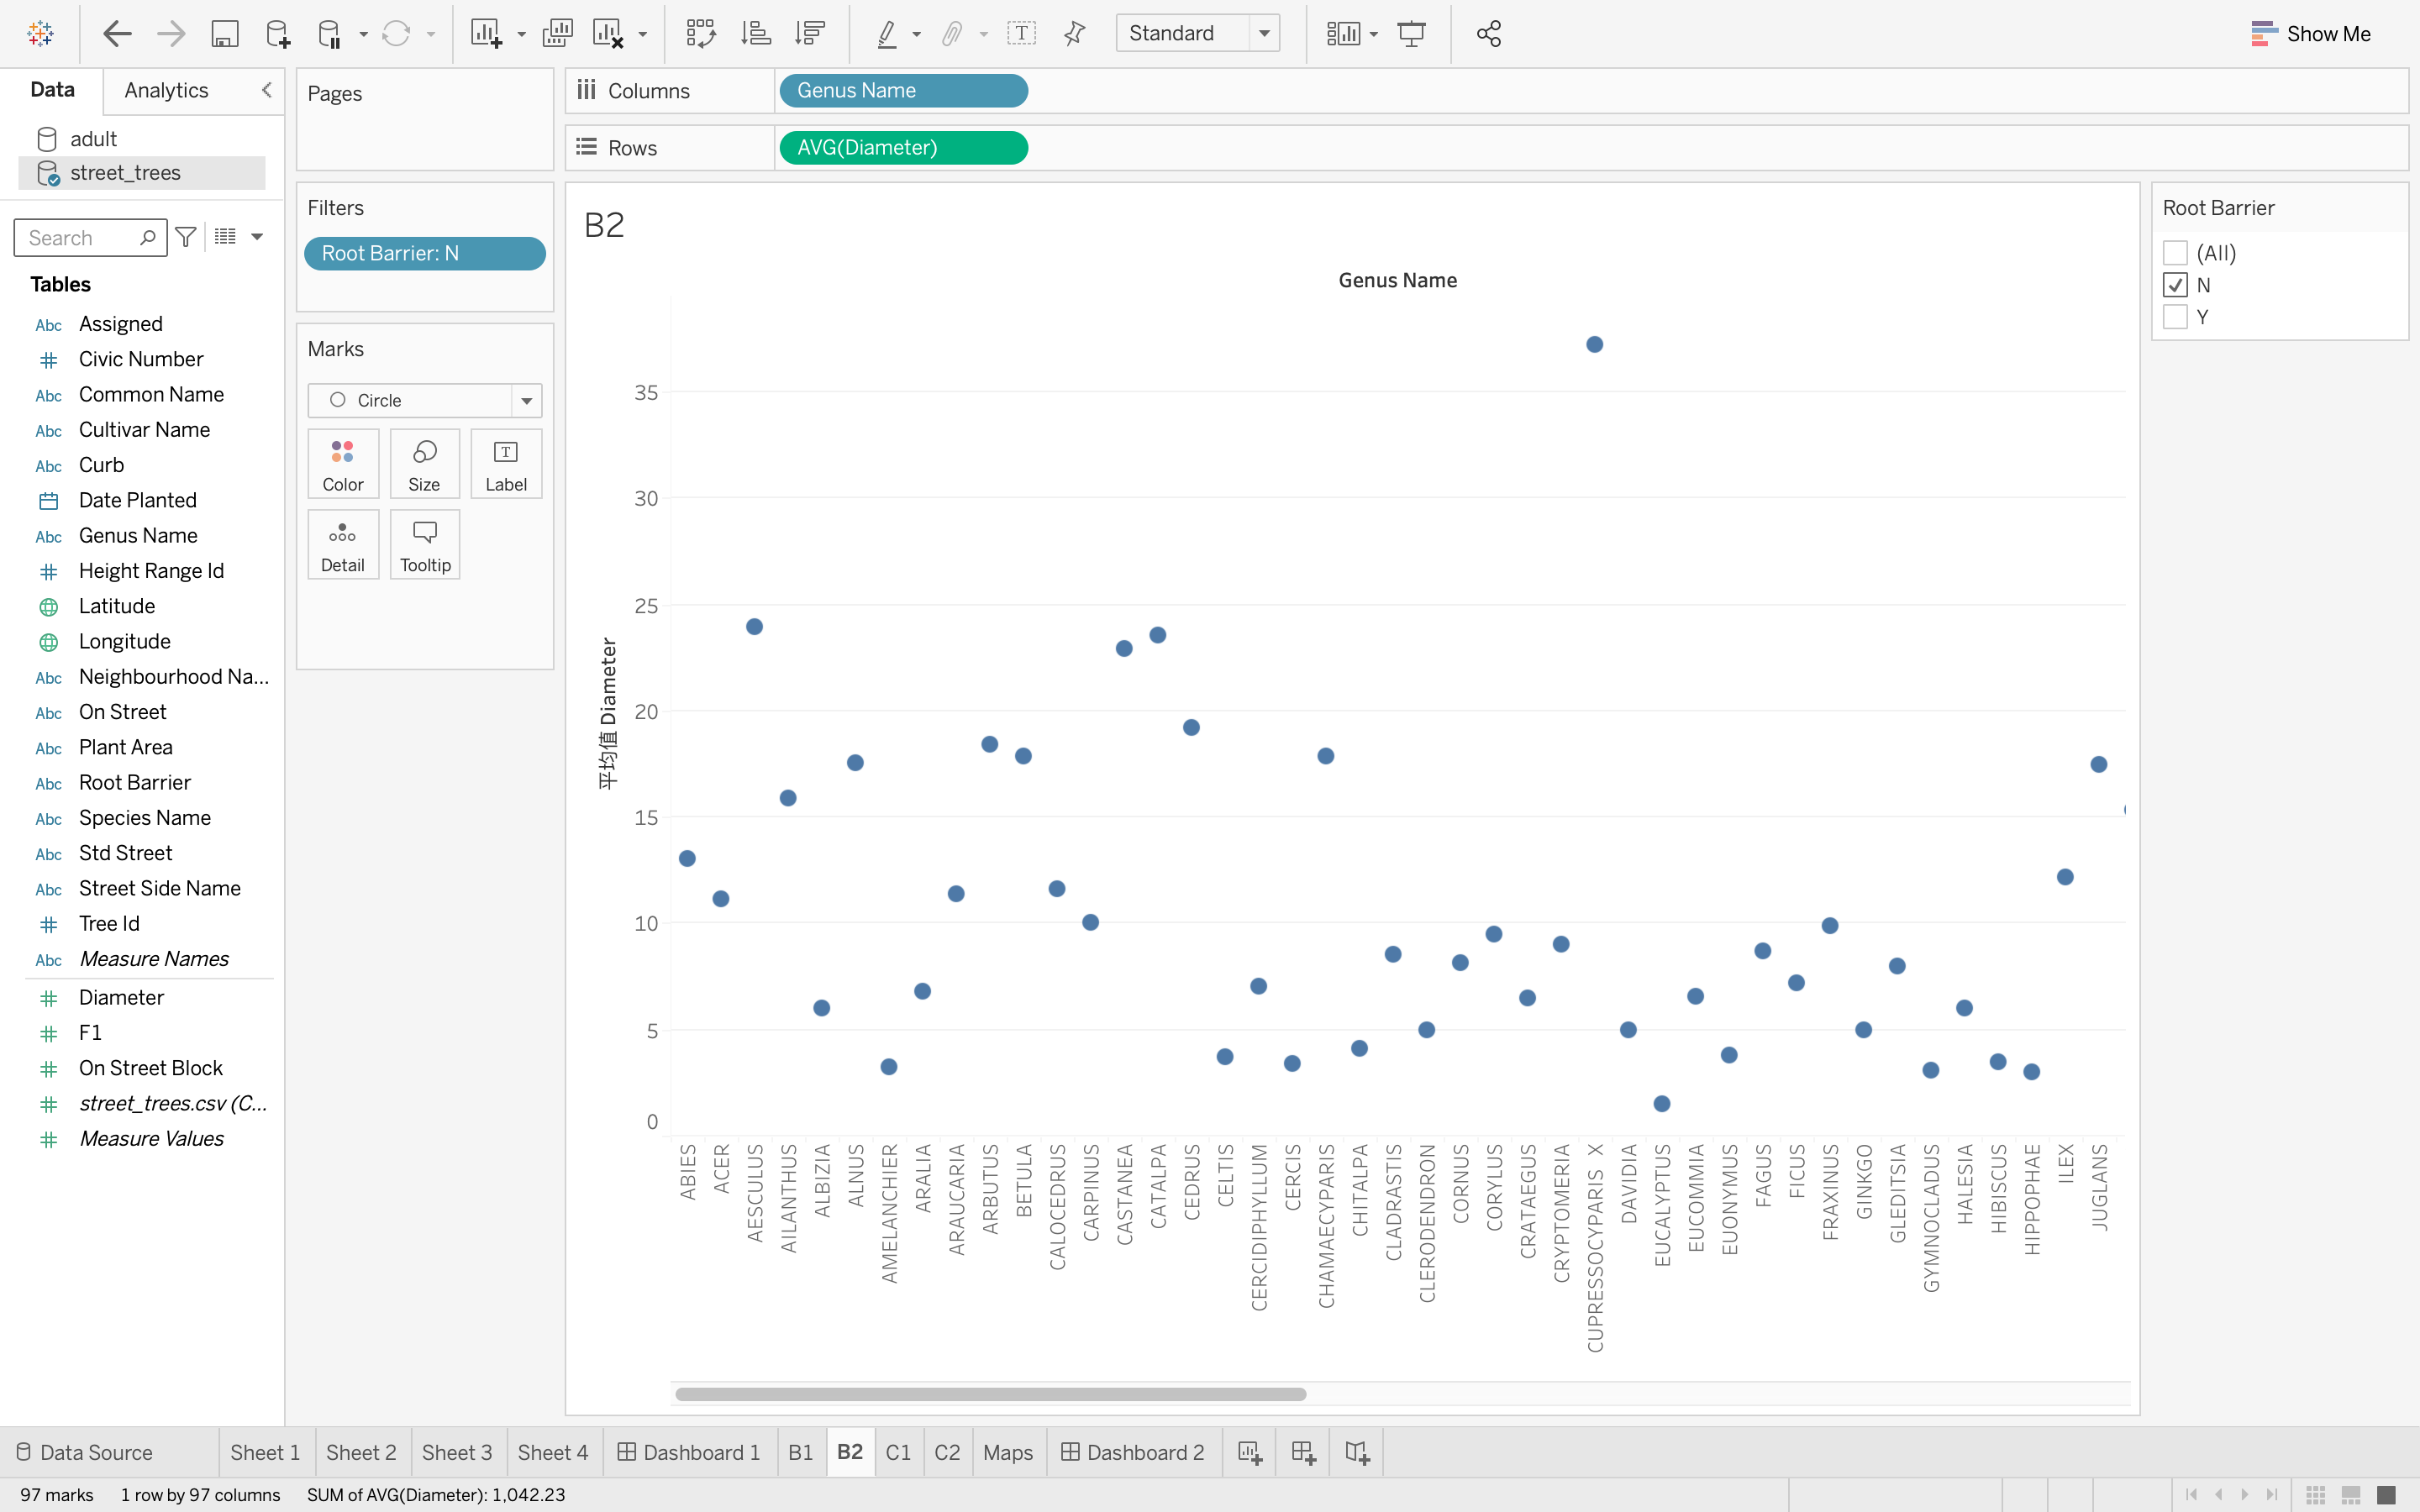 Standard
Show Me
Data
Analytics
adult
street_trees
Search
Tables
Abc Assigned
Civic Number
Abc Common Name
Abc Cultivar Name
Abc Curb
Date Planted
Abc Genus Name
Height Range Id
Latitude
Longitude
Abc Neighbourhood Na...
Abc On Street
Abc Plant Area
Abc Root Barrier
Abc Species Name
Abc Std Street
Abc Street Side Name
Tree Id
Abc Measure Names
Diameter
F1
On Street Block
street_trees.csv (C...
Measure Values
Pages
Filters
Root Barrier: N
Marks
Circle
Color
Size
Label
Detail
Tooltip
Columns
Genus Name
Rows
AVG(Diameter)
B2
Genus Name
平均值 Diameter
35
30
25
20
15
10
5
0
ABIES
ACER
AESCULUS
AILANTHUS
ALBIZIA
ALNUS
AMELANCHIER
ARALIA
ARAUCARIA
ARBUTUS
BETULA
CALOCEDRUS
CARPINUS
CASTANEA
CATALPA
CEDRUS
CELTIS
CERCIDIPHYLLUM
CERCIS
CHAMAECYPARIS
CHITALPA
CLADRASTIS
CLERODENDRON
CORNUS
CORYLUS
CRATAEGUS
CRYPTOMERIA
CUPRESSOCYPARIS X
DAVIDIA
EUCALYPTUS
EUCOMMIA
EUONYMUS
FAGUS
FICUS
FRAXINUS
GINKGO
GLEDITSIA
GYMNOCLADUS
HALESIA
HIBISCUS
HIPPOPHAE
ILEX
JUGLANS
Root Barrier
(All)
N
Y
Data Source
Sheet 1
Sheet 2
Sheet 3
Sheet 4
Dashboard 1
B1
B2
C1
C2
Maps
Dashboard 2
97 marks
1 row by 97 columns
SUM of AVG(Diameter): 1,042.23